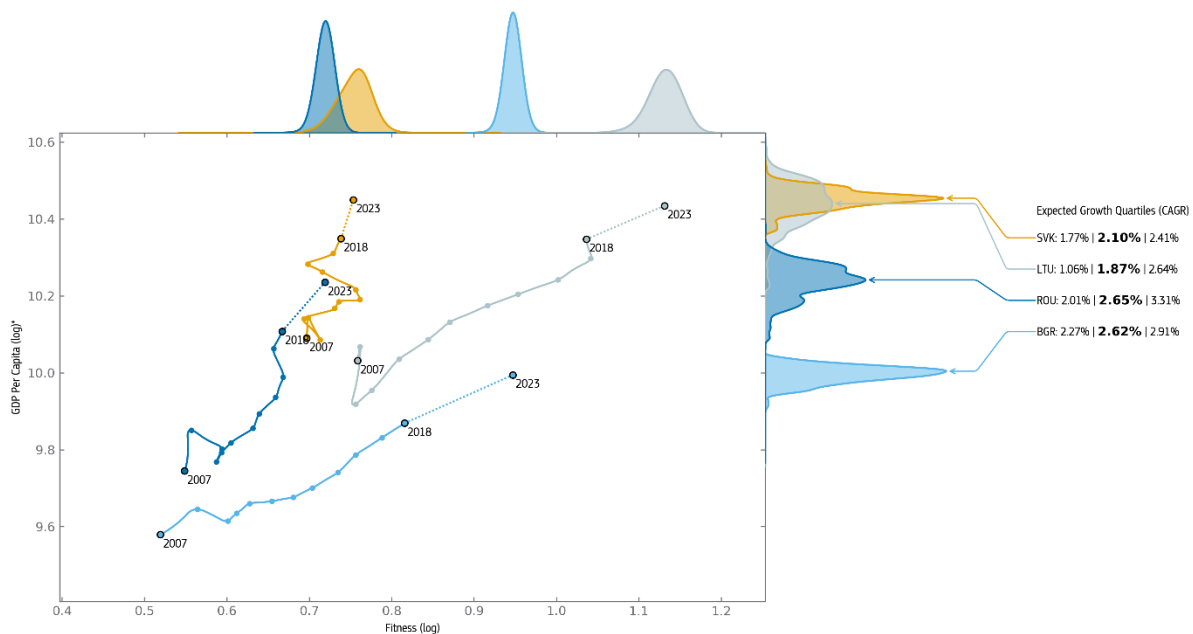 10.6
10.4
10.2
10.0
9.8
9.6
GDP Per Capita (log)*
2023
2018
2023
2018
2007
2007
2023
2018
2007
2023
2018
2007
0.4 0.5 0.6 0.7 0.8 0.9 1.0 1.1 1.2
Fitness (log)
Expected Growth Quartiles (CAGR)
SVK: 1.77% | 2.10% | 2.41%
LTU: 1.06% | 1.87% | 2.64%
ROU: 2.01% | 2.65% | 3.31%
BGR: 2.27% | 2.62% | 2.91%